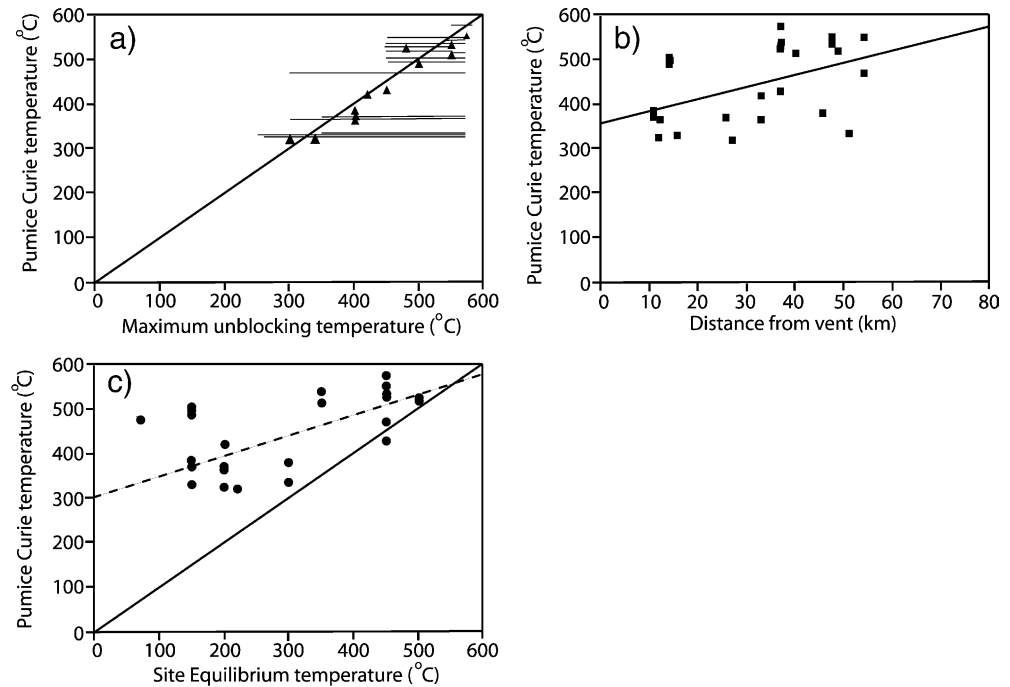 a)
600
500
400
300
200
100
0
Pumice Curie temperature (°C)
0 100 200 300 400 500 600
Maximum unblocking temperature (°C)
b)
600
500
400
300
200
100
0
Pumice Curie temperature (°C)
0 10 20 30 40 50 60 70 80
Distance from vent (km)
c)
600
500
400
300
200
100
0
Pumice Curie temperature (°C)
0 100 200 300 400 500 600
Site Equilibrium temperature (°C)